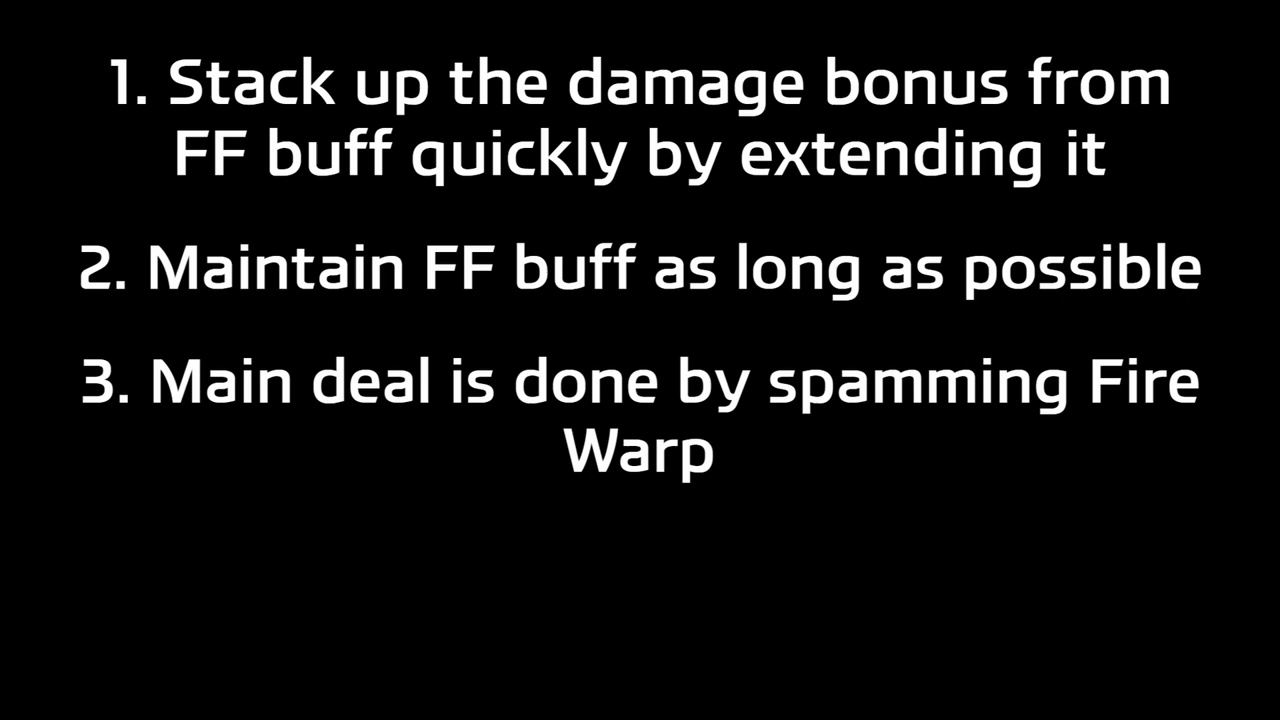 1. Stack up the damage bonus from
FF buff quickly by extending it
2. Maintain FF buff as long as possible
3. Main deal is done by spamming Fire
Warp